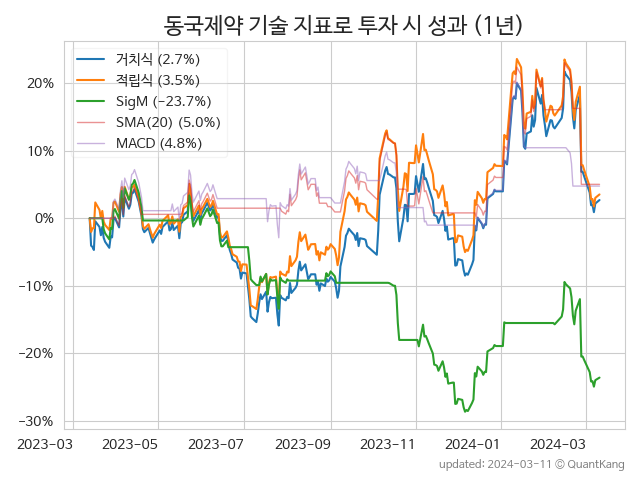 동국제약 기술 지표로 투자 시 성과 (1년)
거치식 (2.7%)
적립식 (3.5%)
SigM (−23.7%)
SMA(20) (5.0%)
MACD (4.8%)
20%
10%
0%
−10%
−20%
−30%
2023-03 2023-05 2023-07 2023-09 2023-11 2024-01 2024-03
updated: 2024-03-11 © QuantKang